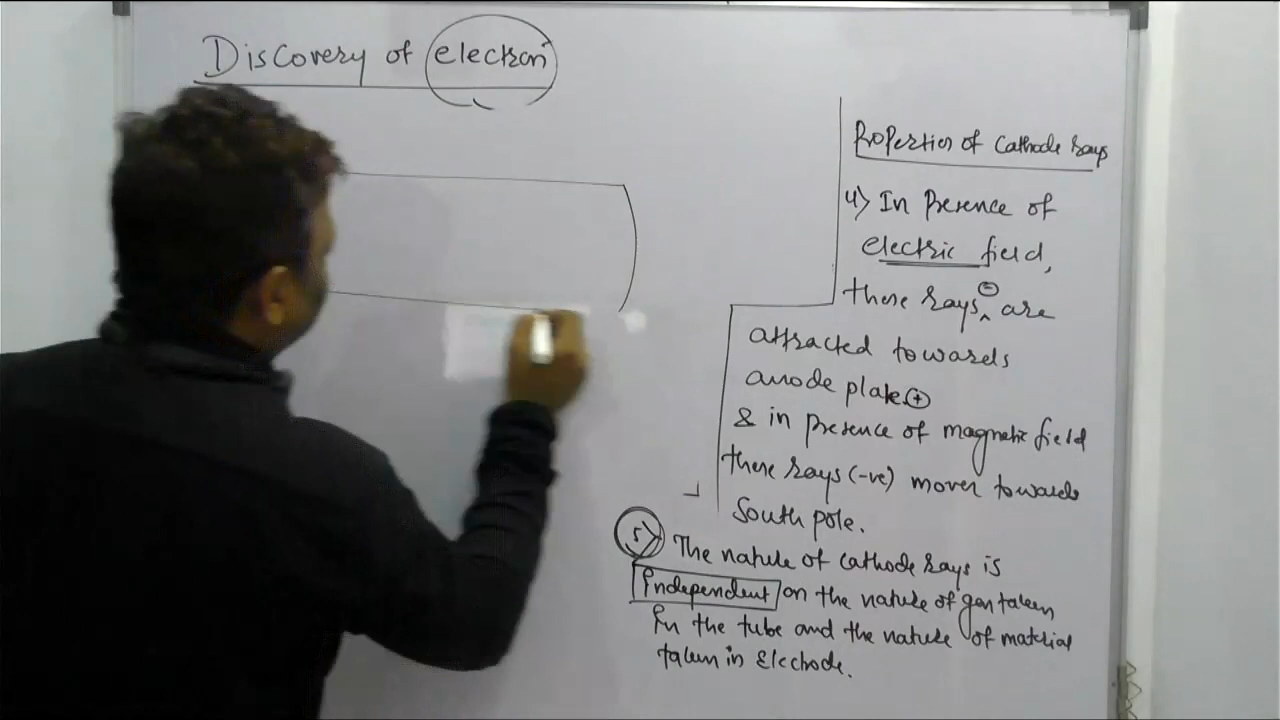 Discovery of electron
Properties of Cathode rays
4) In Presence of
electric field,
these rays ⊖ are
attracted towards
anode plate ⊕
& in presence of magnetic field
these rays (-ve) moves towards
South pole.
5) The nature of cathode rays is
independent on the nature of gas taken
in the tube and the nature of material
taken in Electrode.